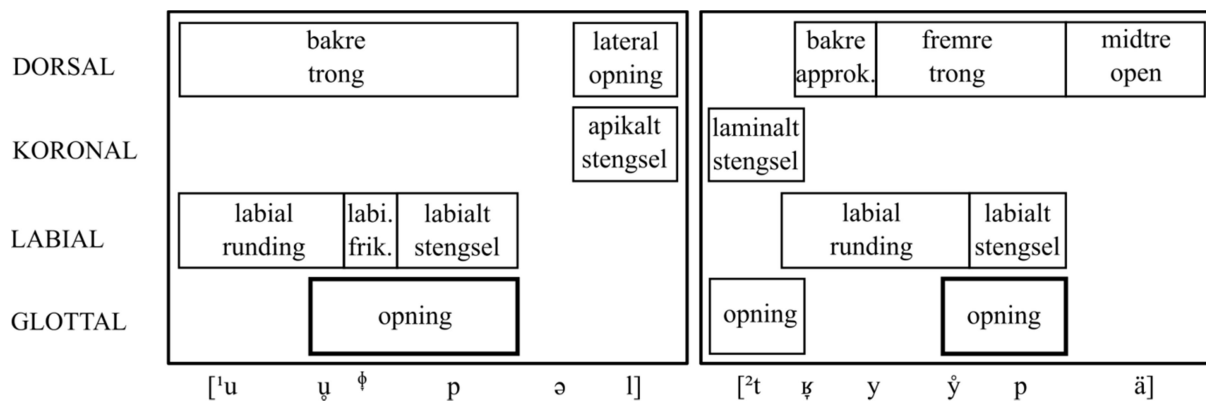 DORSAL
bakre
trong
lateral
opning
bakre
approk.
fremre
trong
midtre
open
KORONAL
apikalt
stengsel
laminalt
stengsel
LABIAL
labial
runding
labi.
frik.
labialt
stengsel
labial
runding
labialt
stengsel
GLOTTAL
opning
opning
opning
[¹u u̥ ᶲ̞ p ə l]
[²t ʁ̞̊ y ẙ p ä]